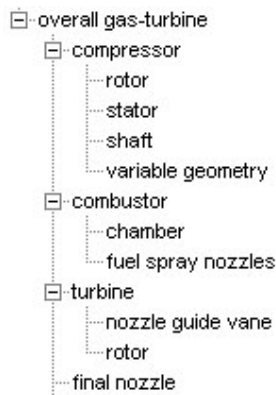 overall gas-turbine
compressor
rotor
stator
shaft
variable geometry
combustor
chamber
fuel spray nozzles
turbine
nozzle guide vane
rotor
final nozzle